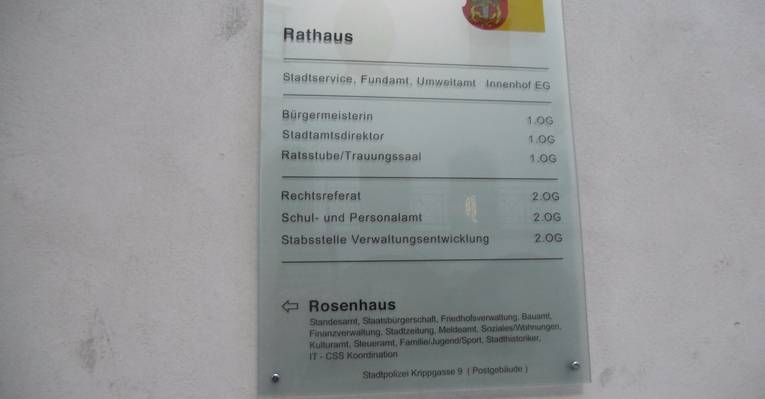 Rathaus
Stadtservice, Fundamt, Umweltamt Innenhof EG
Bürgermeisterin 1.OG
Stadtamtsdirektor 1.OG
Ratsstube/Trauungssaal 1.OG
Rechtsreferat 2.OG
Schul- und Personalamt 2.OG
Stabsstelle Verwaltungsentwicklung 2.OG
Rosenhaus
Standesamt, Staatsbürgerschaft, Friedhofsverwaltung, Bauamt,
Finanzverwaltung, Stadtzeitung, Meldeamt, Soziales/Wohnungen,
Kulturamt, Steueramt, Familie/Jugend/Sport, Stadthistoriker,
IT - CSS Koordination
Stadtpolizei Krippgasse 9 ( Postgebäude )